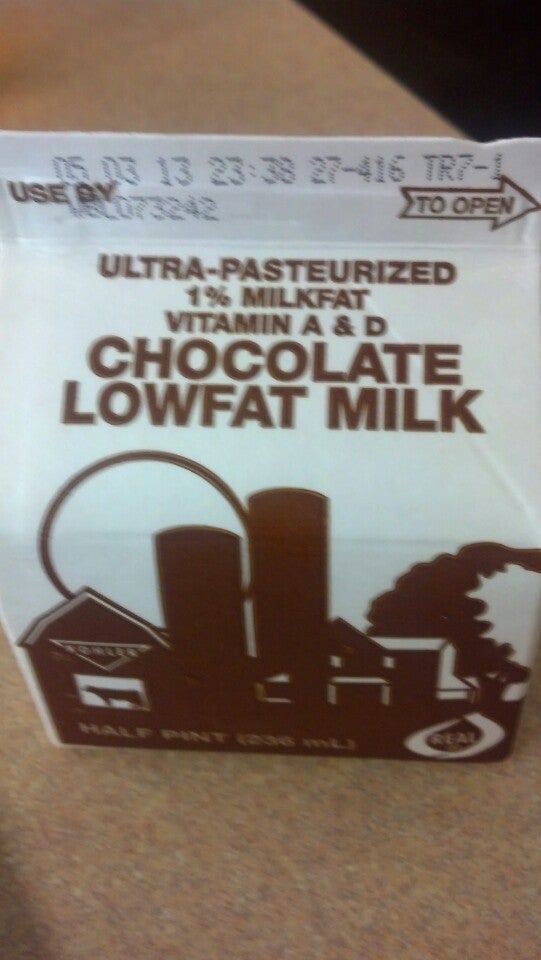 05 03 13 23:38 27-416 TR7-1
USE BY
TO OPEN
ULTRA-PASTEURIZED
1% MILKFAT
VITAMIN A & D
CHOCOLATE
LOWFAT MILK
KOHLER
HALF PINT (236 mL)
REAL